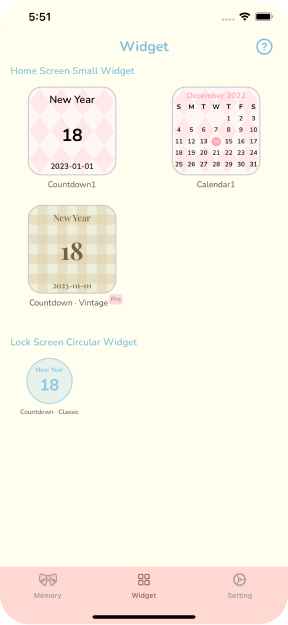 5:51
Widget
?
Home Screen Small Widget
New Year
18
2023-01-01
Countdown1
December 2022
S M T W T F S
1 2 3
4 5 6 7 8 9 10
11 12 13 14 15 16 17
18 19 20 21 22 23 24
25 26 27 28 29 30 31
Calendar1
New Year
18
2023-01-01
Countdown · Vintage Pro
Lock Screen Circular Widget
New Year
18
Countdown · Classic
Memory Widget Setting